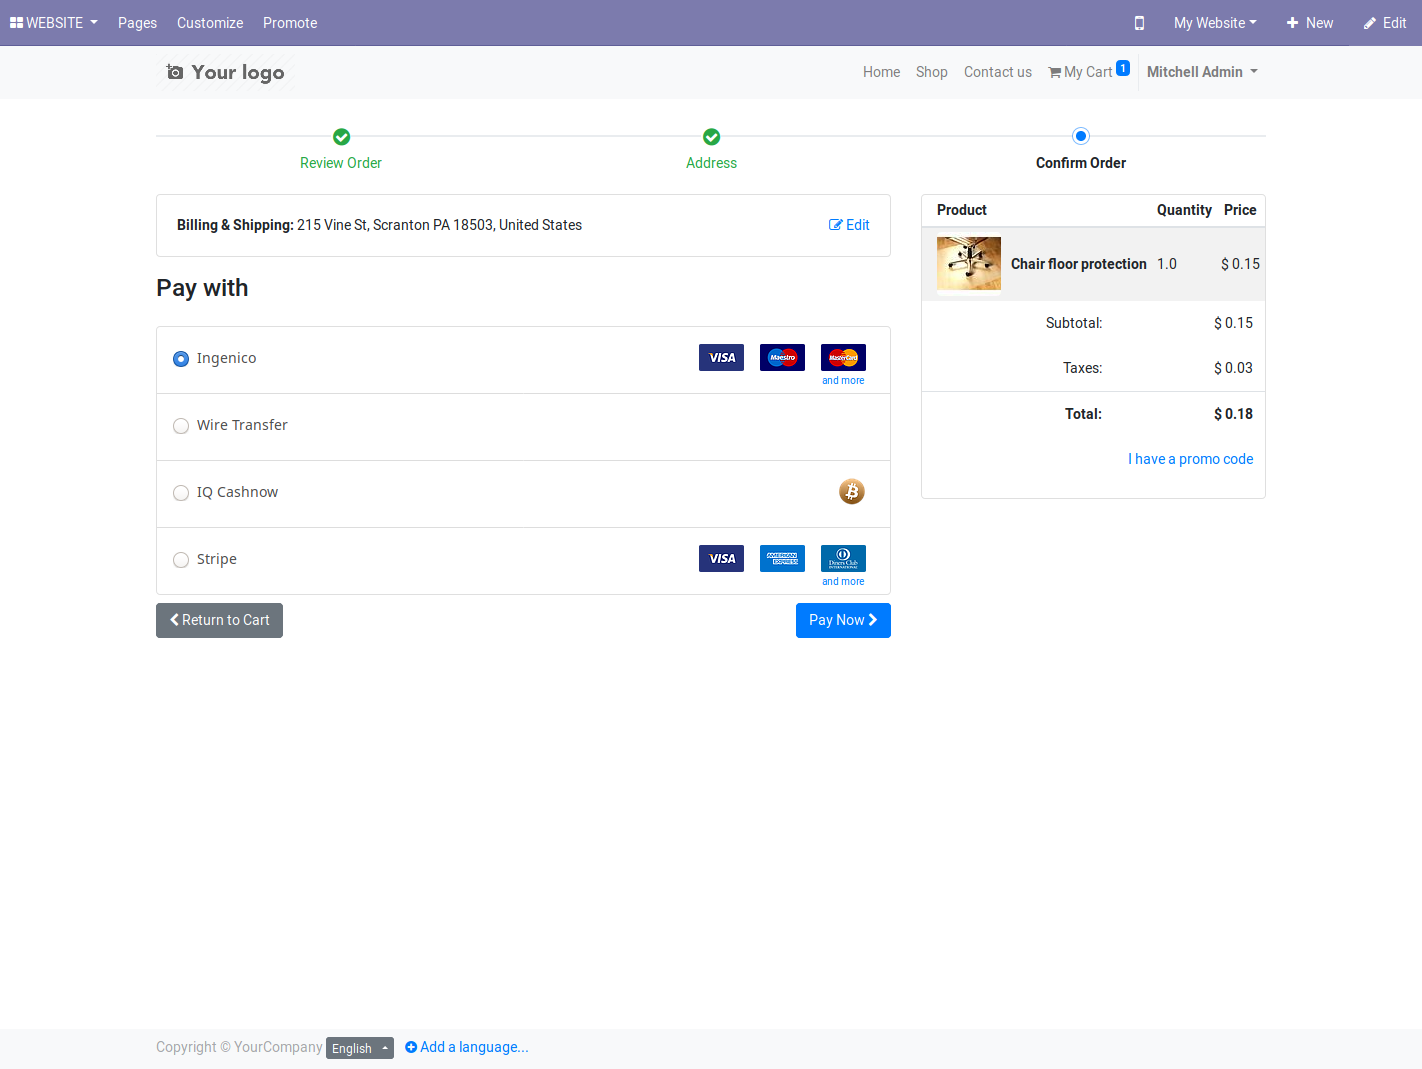 WEBSITE Pages Customize Promote My Website New Edit
Your logo Home Shop Contact us My Cart 1 Mitchell Admin
Review Order Address Confirm Order
Billing & Shipping: 215 Vine St, Scranton PA 18503, United States Edit
Pay with
Ingenico VISA Maestro MasterCard
and more
Wire Transfer
IQ Cashnow
Stripe VISA AMERICAN EXPRESS Diners Club INTERNATIONAL
and more
Return to Cart Pay Now
Product Quantity Price
Chair floor protection 1.0 $ 0.15
Subtotal: $ 0.15
Taxes: $ 0.03
Total: $ 0.18
I have a promo code
Copyright © YourCompany English Add a language...